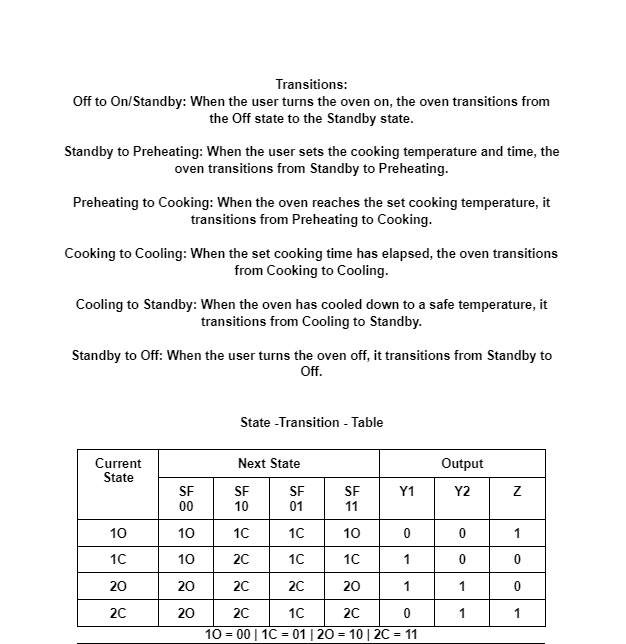 Transitions:
Off to On/Standby: When the user turns the oven on, the oven transitions from
the Off state to the Standby state.
Standby to Preheating: When the user sets the cooking temperature and time, the
oven transitions from Standby to Preheating.
Preheating to Cooking: When the oven reaches the set cooking temperature, it
transitions from Preheating to Cooking.
Cooking to Cooling: When the set cooking time has elapsed, the oven transitions
from Cooking to Cooling.
Cooling to Standby: When the oven has cooled down to a safe temperature, it
transitions from Cooling to Standby.
Standby to Off: When the user turns the oven off, it transitions from Standby to
Off.
State -Transition - Table
Current State Next State Output
SF 00 SF 10 SF 01 SF 11 Y1 Y2 Z
1O 1O 1C 1C 1O 0 0 1
1C 1O 2C 1C 1C 1 0 0
2O 2O 2C 2C 2O 1 1 0
2C 2O 2C 1C 2C 0 1 1
1O = 00 | 1C = 01 | 2O = 10 | 2C = 11